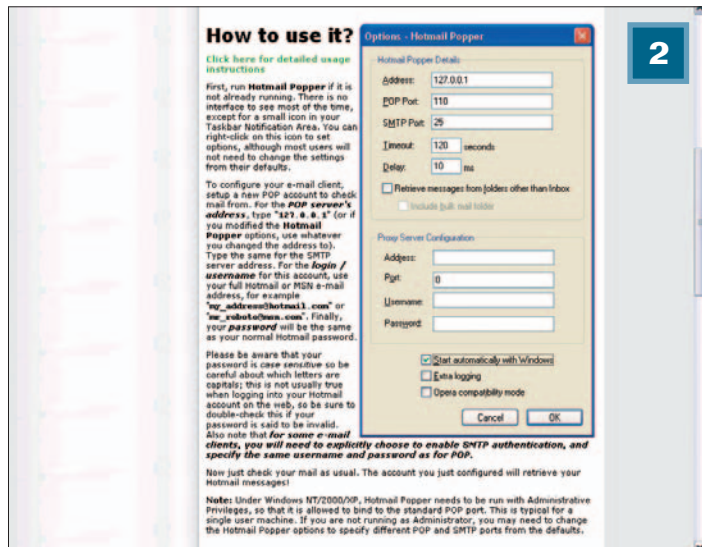 How to use it?
Click here for detailed usage
instructions
First, run Hotmail Popper if it is
not already running. There is no
interface to see most of the time,
except for a small icon in your
Taskbar Notification Area. You can
right-click on this icon to set
options, although most users will
not need to change the settings
from their defaults.
To configure your e-mail client,
setup a new POP account to check
mail from. For the POP server's
address, type "127.0.0.1" (or if
you modified the Hotmail
Popper options, use whatever
you changed the address to).
Type the same for the SMTP
server address. For the login /
username for this account, use
your full Hotmail or MSN e-mail
address, for example
"my_address@hotmail.com" or
"mr_roboto@msn.com". Finally,
your password will be the same
as your normal Hotmail password.
Please be aware that your
password is case sensitive so be
careful about which letters are
capitals; this is not usually true
when logging into your Hotmail
account on the web, so be sure to
double-check this if your
password is said to be invalid.
Also note that for some e-mail
clients, you will need to explicitly choose to enable SMTP authentication, and
specify the same username and password as for POP.
Now just check your mail as usual. The account you just configured will retrieve your
Hotmail messages!
Note: Under Windows NT/2000/XP, Hotmail Popper needs to be run with Administrative
Privileges, so that it is allowed to bind to the standard POP port. This is typical for a
single user machine. If you are not running as Administrator, you may need to change
the Hotmail Popper options to specify different POP and SMTP ports from the defaults.
Options - Hotmail Popper
Hotmail Popper Details
Address: 127.0.0.1
POP Port: 110
SMTP Port: 25
Timeout: 120 seconds
Delay: 10 ms
Retrieve messages from folders other than Inbox
Include bulk mail folder
Proxy Server Configuration
Address:
Port: 0
Username:
Password:
Start automatically with Windows
Extra logging
Opera compatibility mode
Cancel OK
2